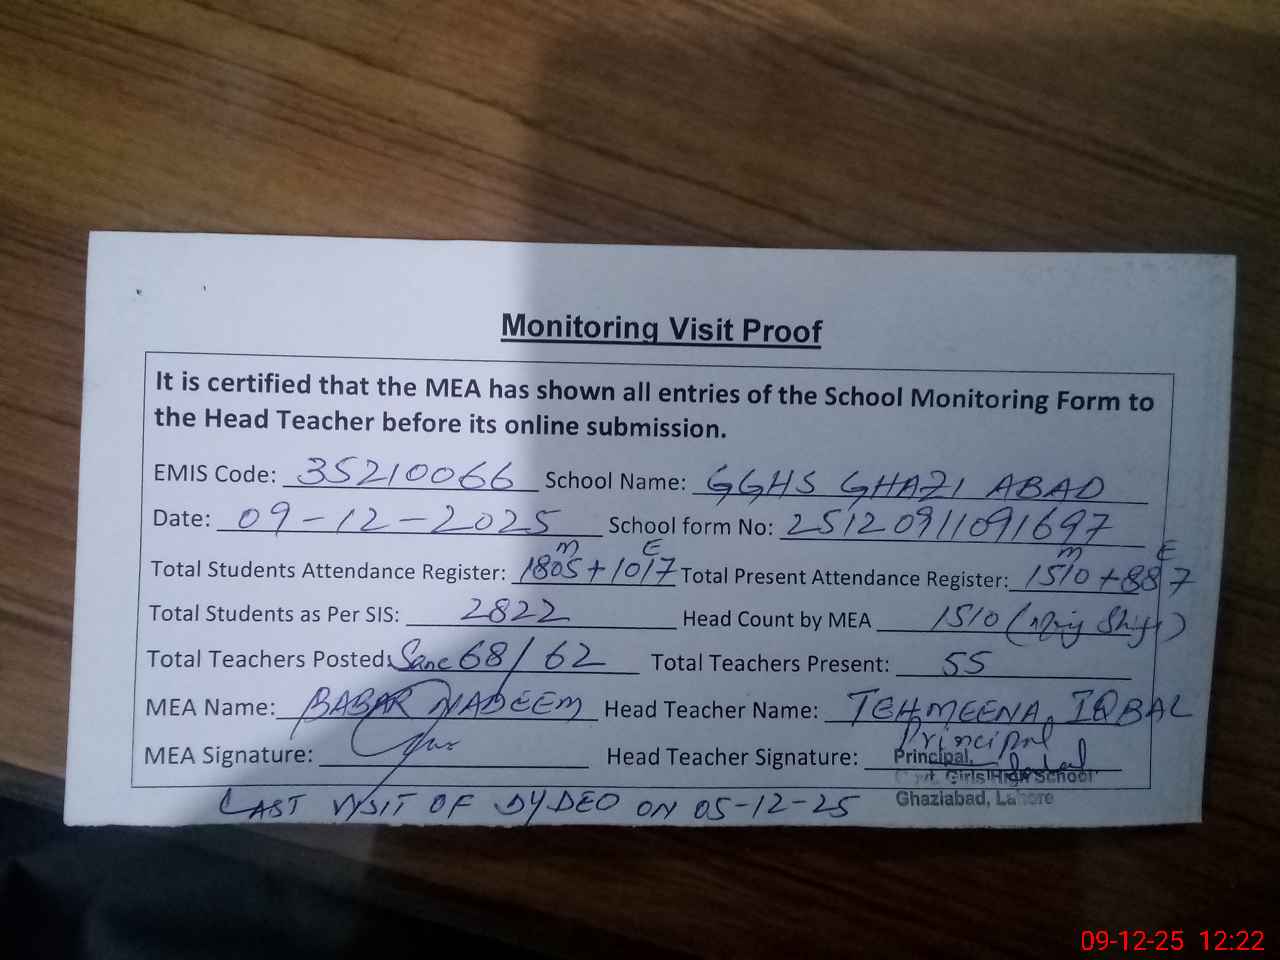 Monitoring Visit Proof
It is certified that the MEA has shown all entries of the School Monitoring Form to
the Head Teacher before its online submission.
EMIS Code: 35210066 School Name: GGHS GHAZI ABAD
Date: 09-12-2025 School form No: 25120911091697
M E M E
Total Students Attendance Register: 1805+1017 Total Present Attendance Register: 1510+887
Total Students as Per SIS: 2822 Head Count by MEA 1510 (Mrng Shift)
Total Teachers Posted: Sanc 68/62 Total Teachers Present: 55
MEA Name: BABAR NADEEM Head Teacher Name: TEHMEENA IQBAL
Principal
MEA Signature: Head Teacher Signature: Principal,
Govt. Girls High School
Ghaziabad, Lahore
LAST VISIT OF DYDEO ON 05-12-25
09-12-25 12:22